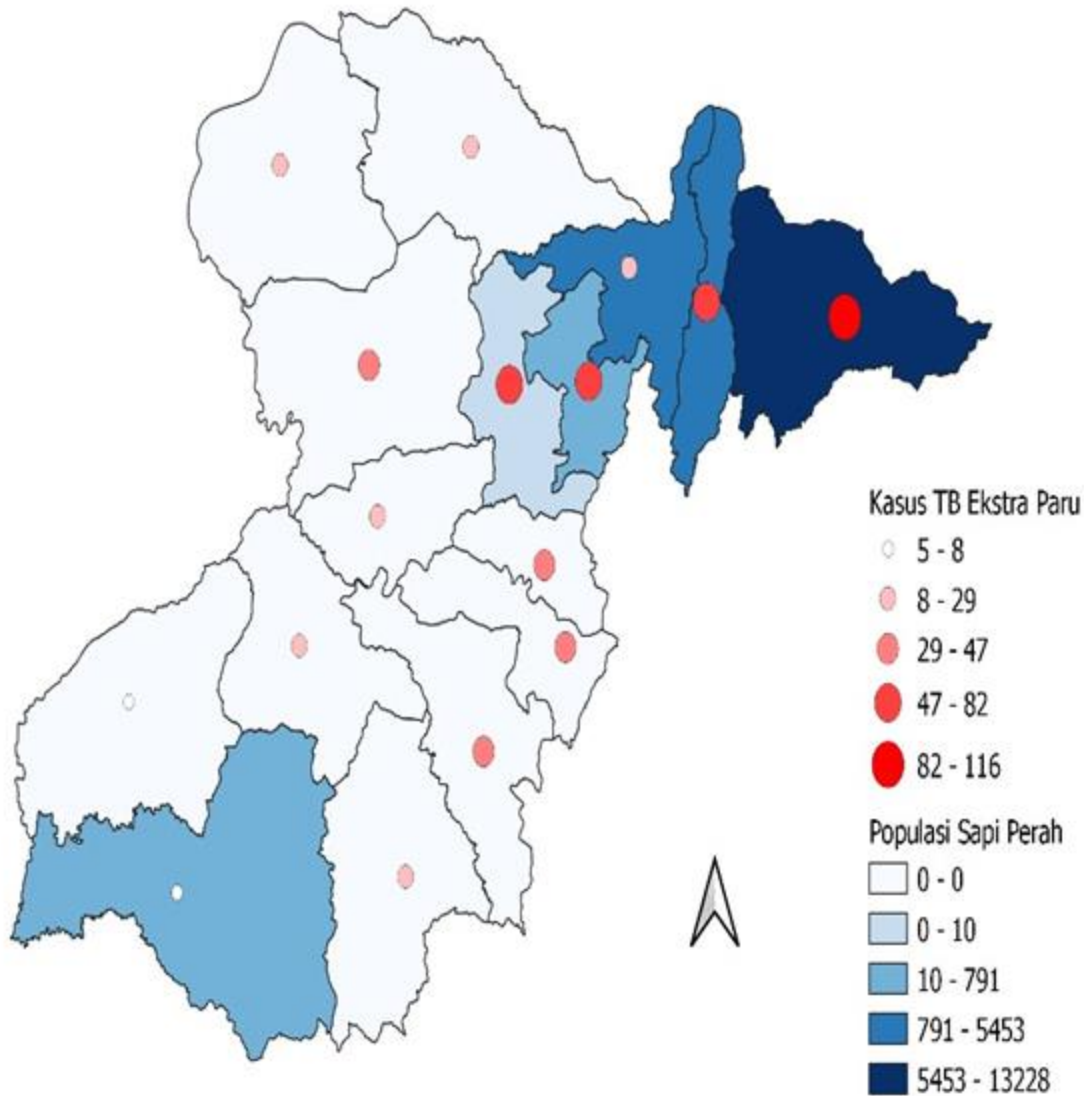 Kasus TB Ekstra Paru
5 - 8
8 - 29
29 - 47
47 - 82
82 - 116
Populasi Sapi Perah
0 - 0
0 - 10
10 - 791
791 - 5453
5453 - 13228